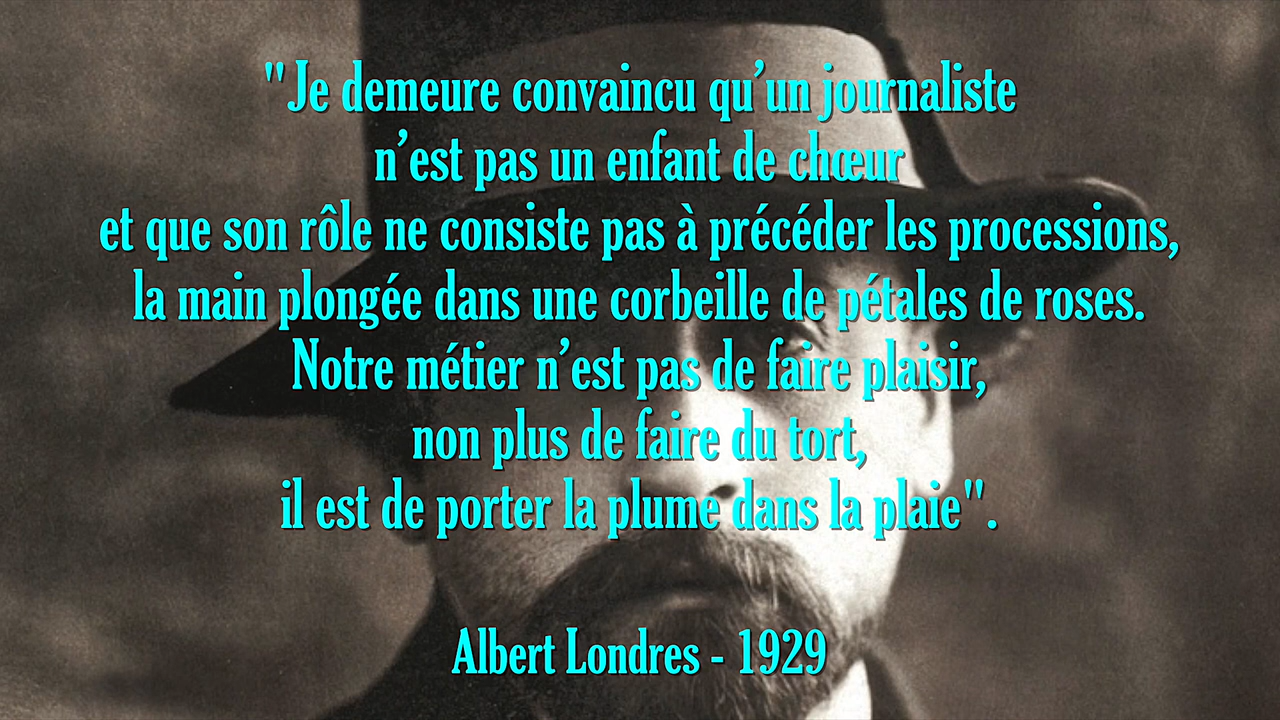 "Je demeure convaincu qu’un journaliste
n’est pas un enfant de chœur
et que son rôle ne consiste pas à précéder les processions,
la main plongée dans une corbeille de pétales de roses.
Notre métier n’est pas de faire plaisir,
non plus de faire du tort,
il est de porter la plume dans la plaie".
Albert Londres - 1929